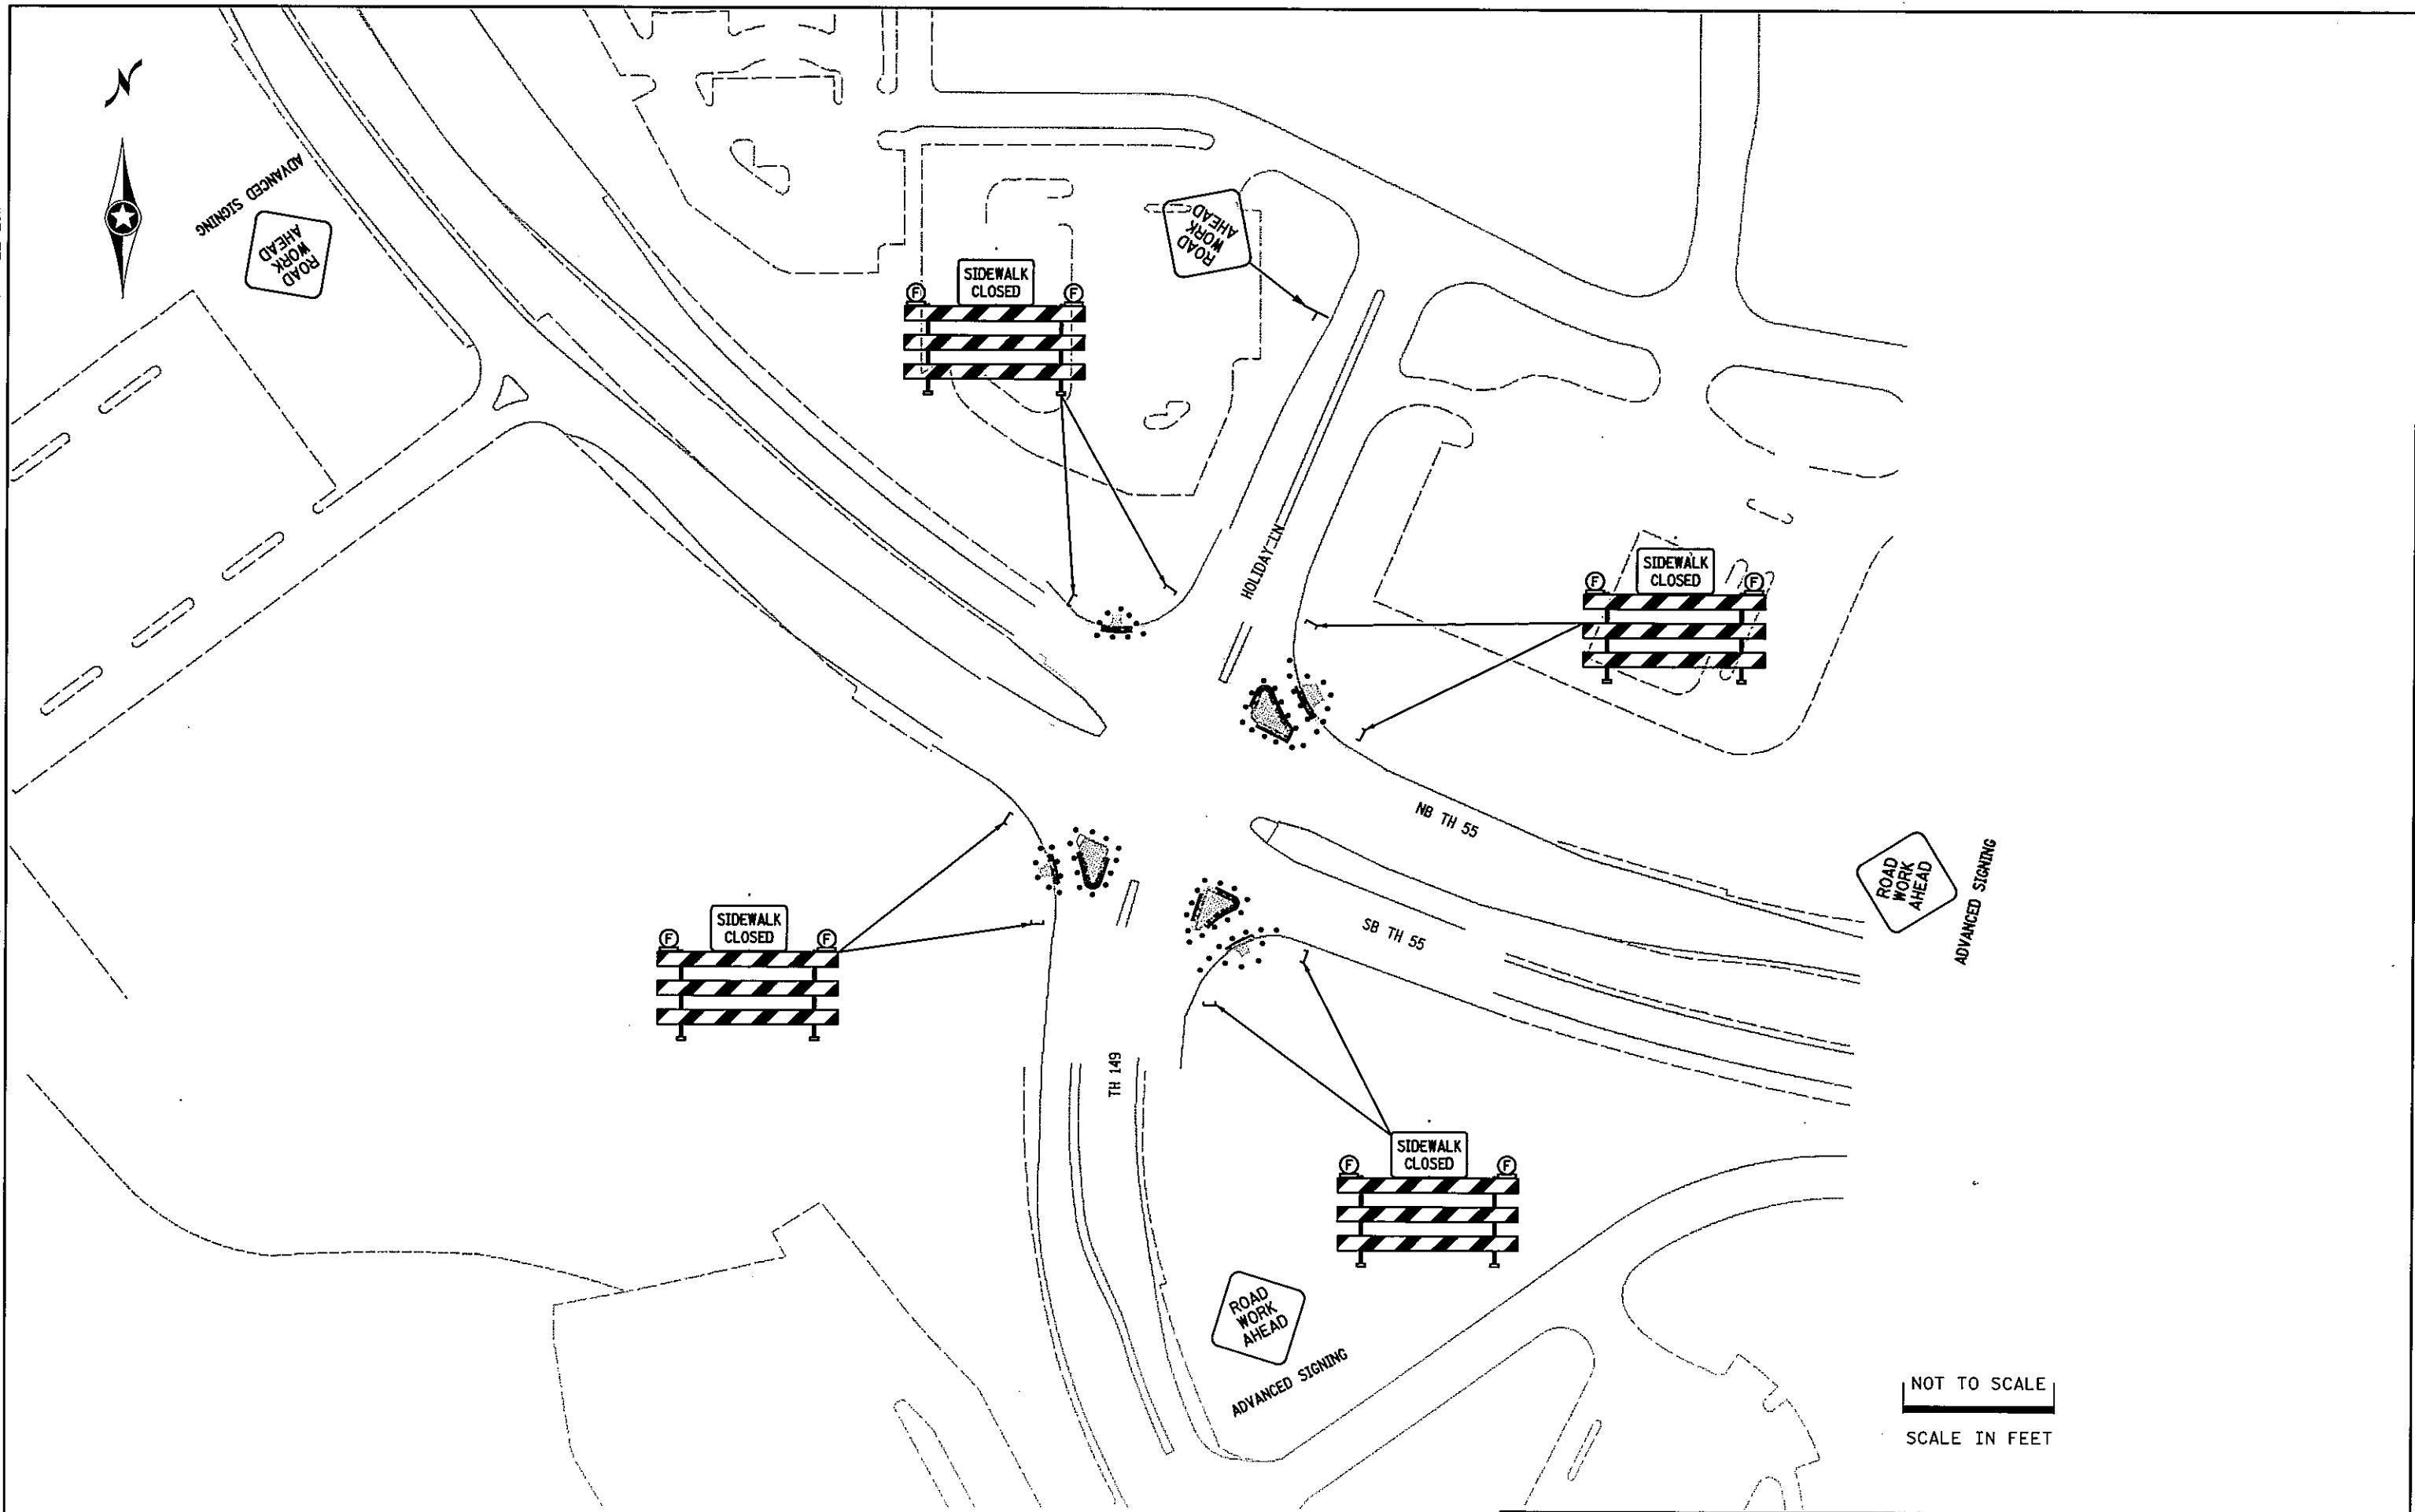 N
ADVANCED SIGNING
ROAD
WORK
AHEAD
ROAD
WORK
AHEAD
SIDEWALK
CLOSED
F
F
HOLIDAY LN
SIDEWALK
CLOSED
F
F
NB TH 55
ROAD
WORK
AHEAD
ADVANCED SIGNING
SB TH 55
SIDEWALK
CLOSED
F
F
TH 149
SIDEWALK
CLOSED
F
F
ROAD
WORK
AHEAD
ADVANCED SIGNING
NOT TO SCALE
SCALE IN FEET